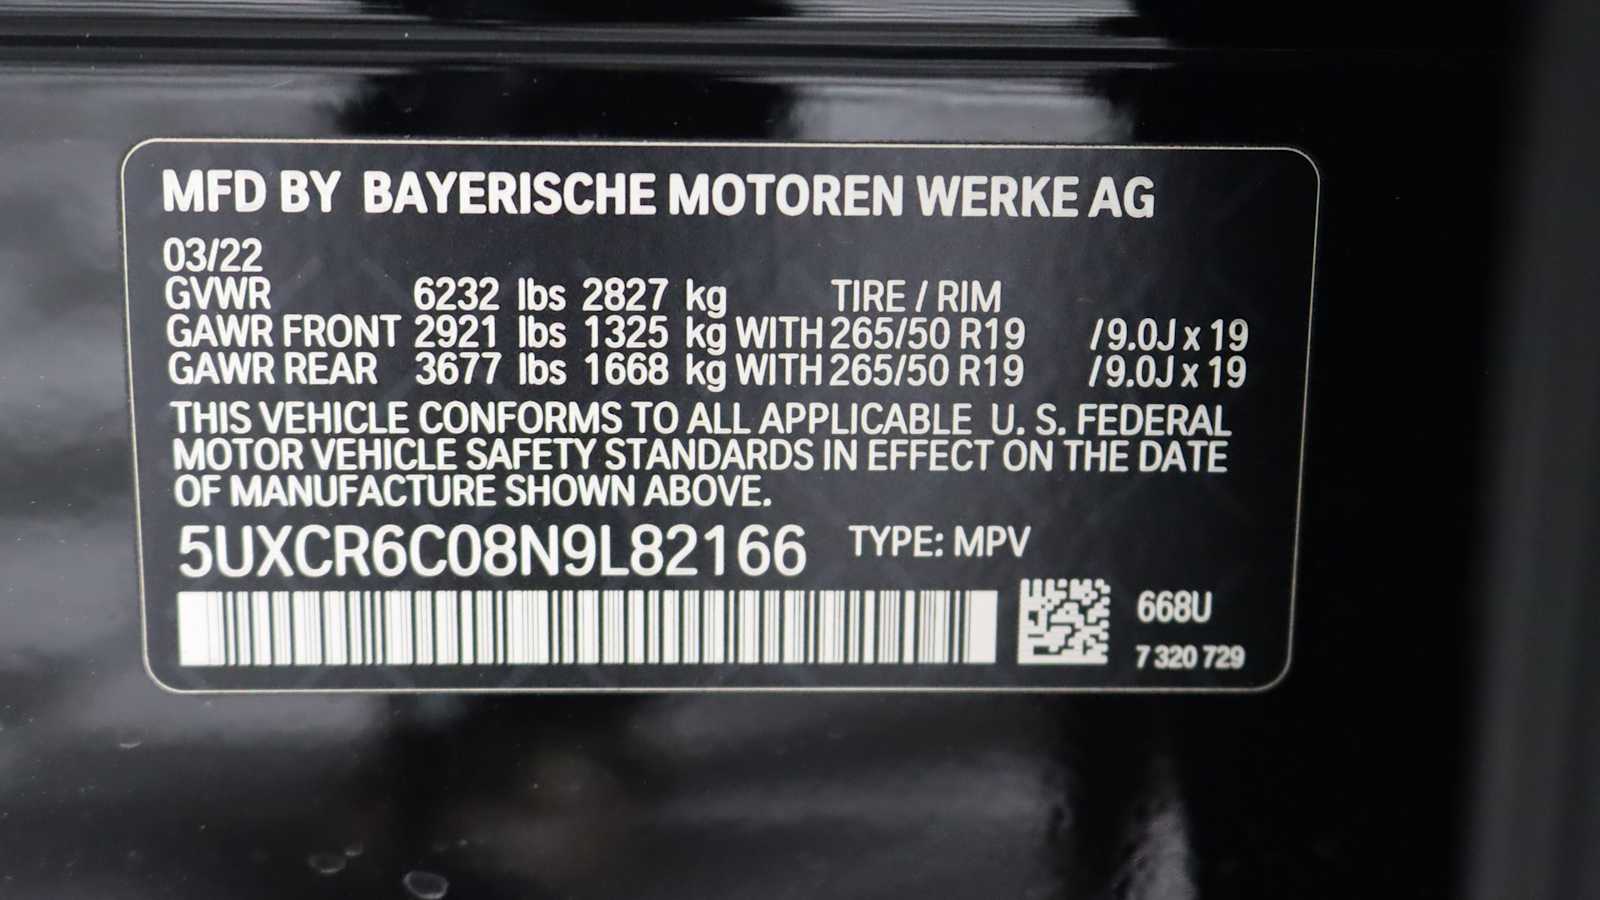 MFD BY BAYERISCHE MOTOREN WERKE AG
03/22
GVWR 6232 lbs 2827 kg TIRE / RIM
GAWR FRONT 2921 lbs 1325 kg WITH 265/50 R19 /9.0J x 19
GAWR REAR 3677 lbs 1668 kg WITH 265/50 R19 /9.0J x 19
THIS VEHICLE CONFORMS TO ALL APPLICABLE U. S. FEDERAL
MOTOR VEHICLE SAFETY STANDARDS IN EFFECT ON THE DATE
OF MANUFACTURE SHOWN ABOVE.
5UXCR6C08N9L82166 TYPE: MPV
668U
7 320 729